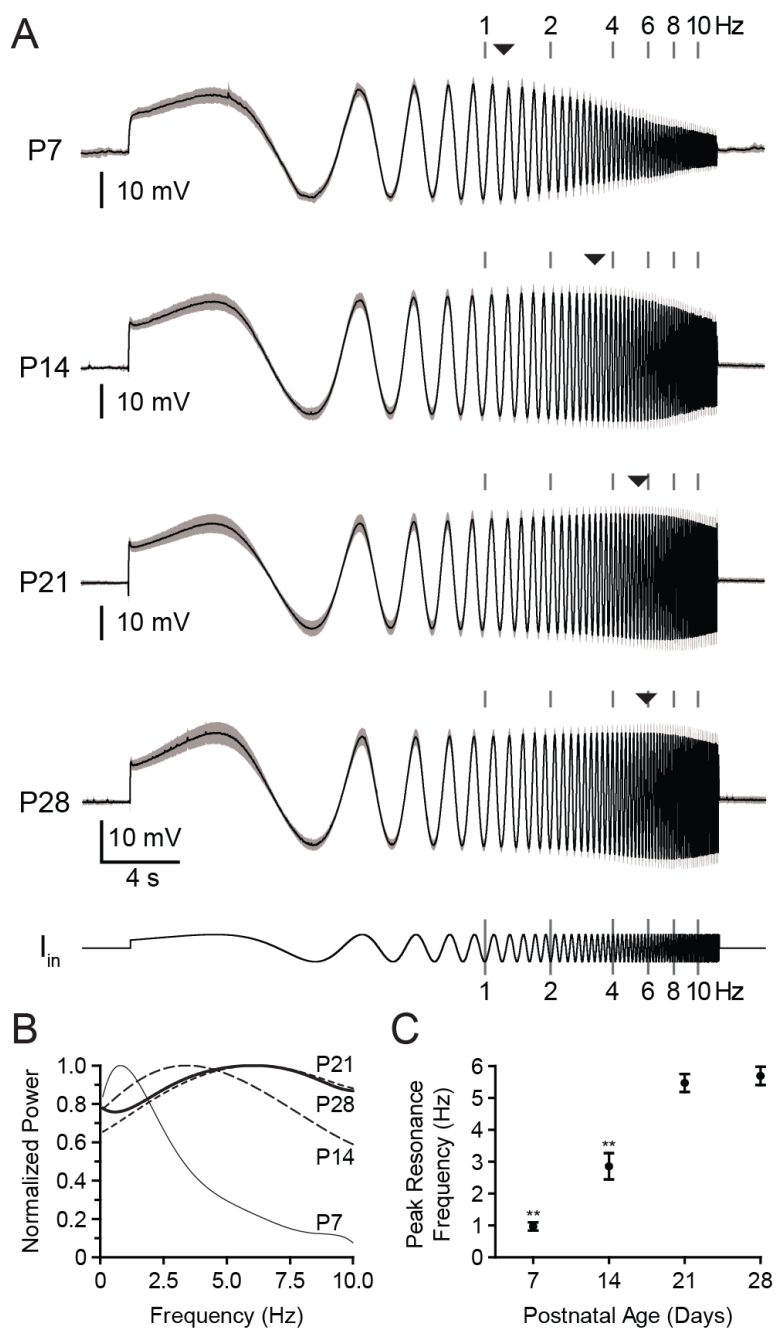 A
1 2 4 6 8 10 Hz
P7
10 mV
P14
10 mV
P21
10 mV
P28
10 mV
4 s
Iin
1 2 4 6 8 10 Hz
B
Normalized Power
1.0
0.8
0.6
0.4
0.2
0
P21
P28
P14
P7
0 2.5 5.0 7.5 10.0
Frequency (Hz)
C
Peak Resonance
Frequency (Hz)
6
5
4
3
2
1
0
**
**
7 14 21 28
Postnatal Age (Days)